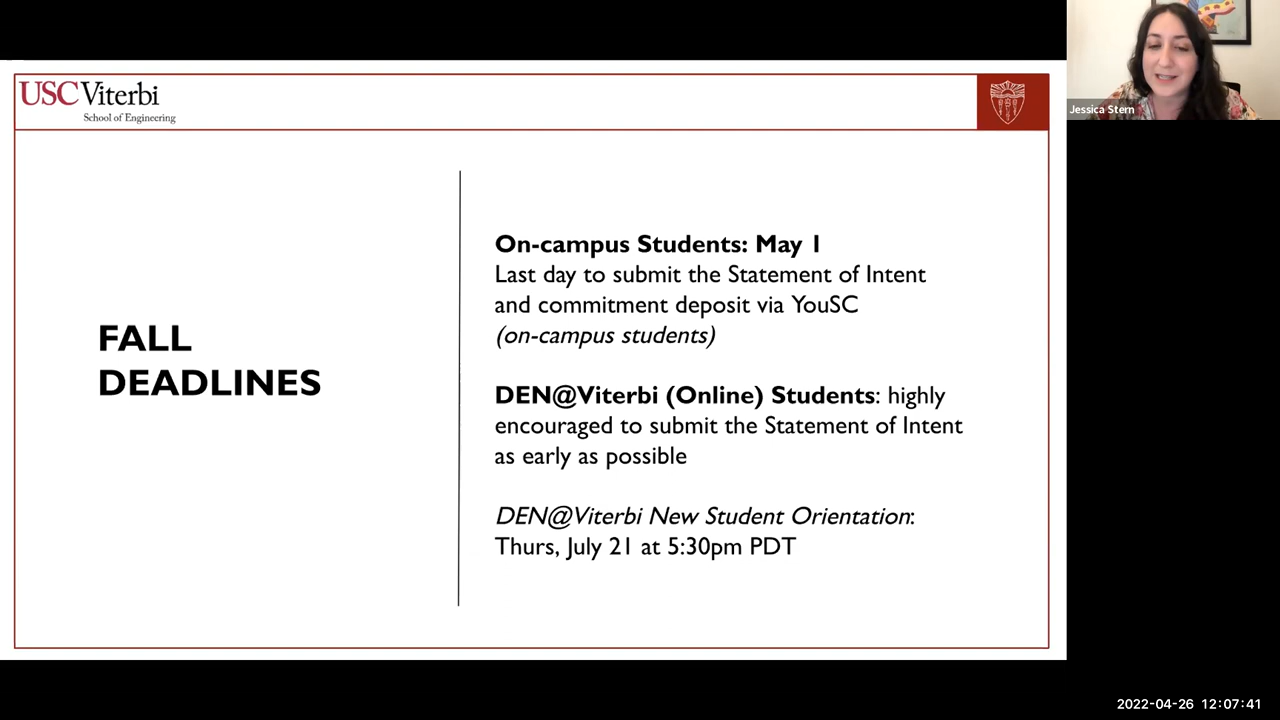 USC Viterbi
School of Engineering
Jessica Stern
FALL
DEADLINES
On-campus Students: May 1
Last day to submit the Statement of Intent
and commitment deposit via YouSC
(on-campus students)
DEN@Viterbi (Online) Students: highly
encouraged to submit the Statement of Intent
as early as possible
DEN@Viterbi New Student Orientation:
Thurs, July 21 at 5:30pm PDT
2022-04-26 12:07:41